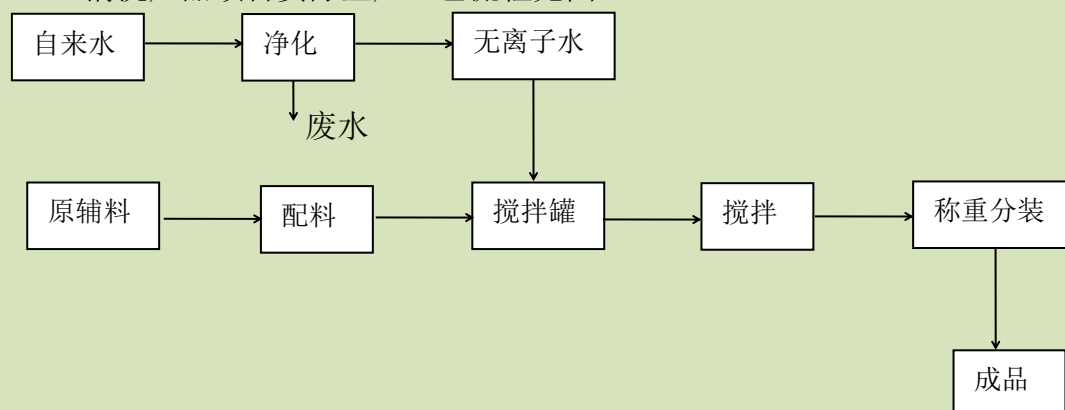 自来水
净化
无离子水
废水
原辅料
配料
搅拌罐
搅拌
称重分装
成品